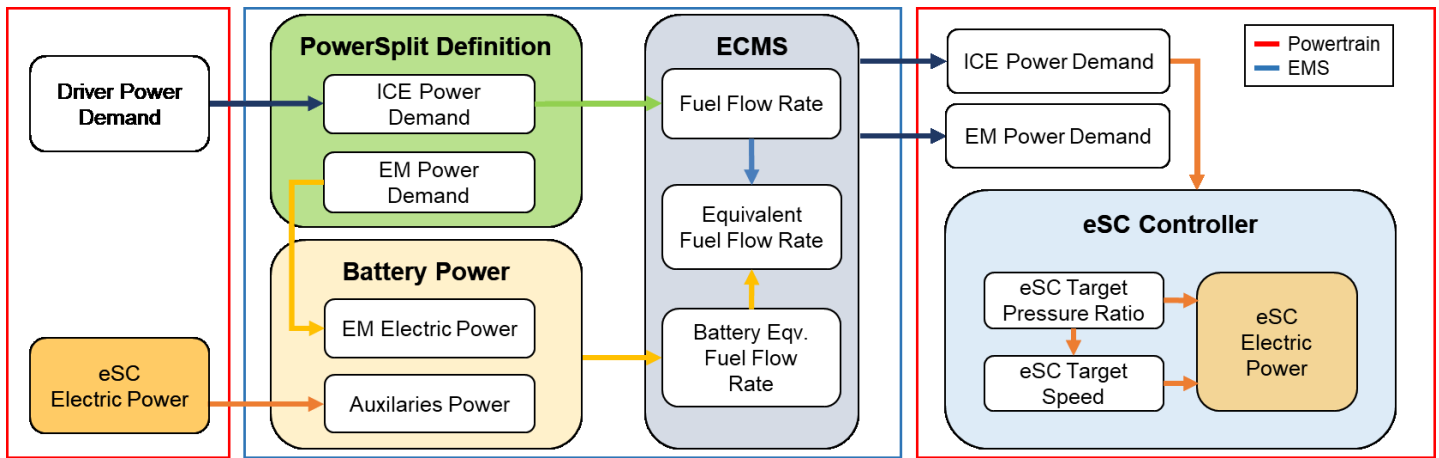 Driver Power
Demand
eSC
Electric Power
PowerSplit Definition
ICE Power
Demand
EM Power
Demand
Battery Power
EM Electric Power
Auxilaries Power
ECMS
Fuel Flow Rate
Equivalent
Fuel Flow Rate
Battery Eqv.
Fuel Flow
Rate
ICE Power Demand
EM Power Demand
Powertrain
EMS
eSC Controller
eSC Target
Pressure Ratio
eSC Target
Speed
eSC
Electric
Power